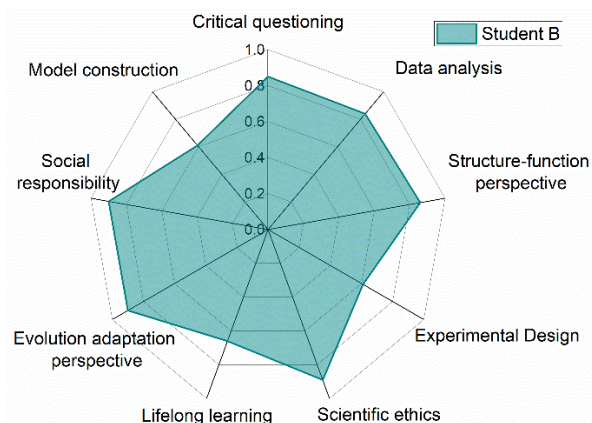 Critical questioning
Student B
Data analysis
Model construction
Structure-function
perspective
Social
responsibility
1.0
0.8
0.6
0.4
0.2
0.0
Experimental Design
Evolution adaptation
perspective
Lifelong learning
Scientific ethics